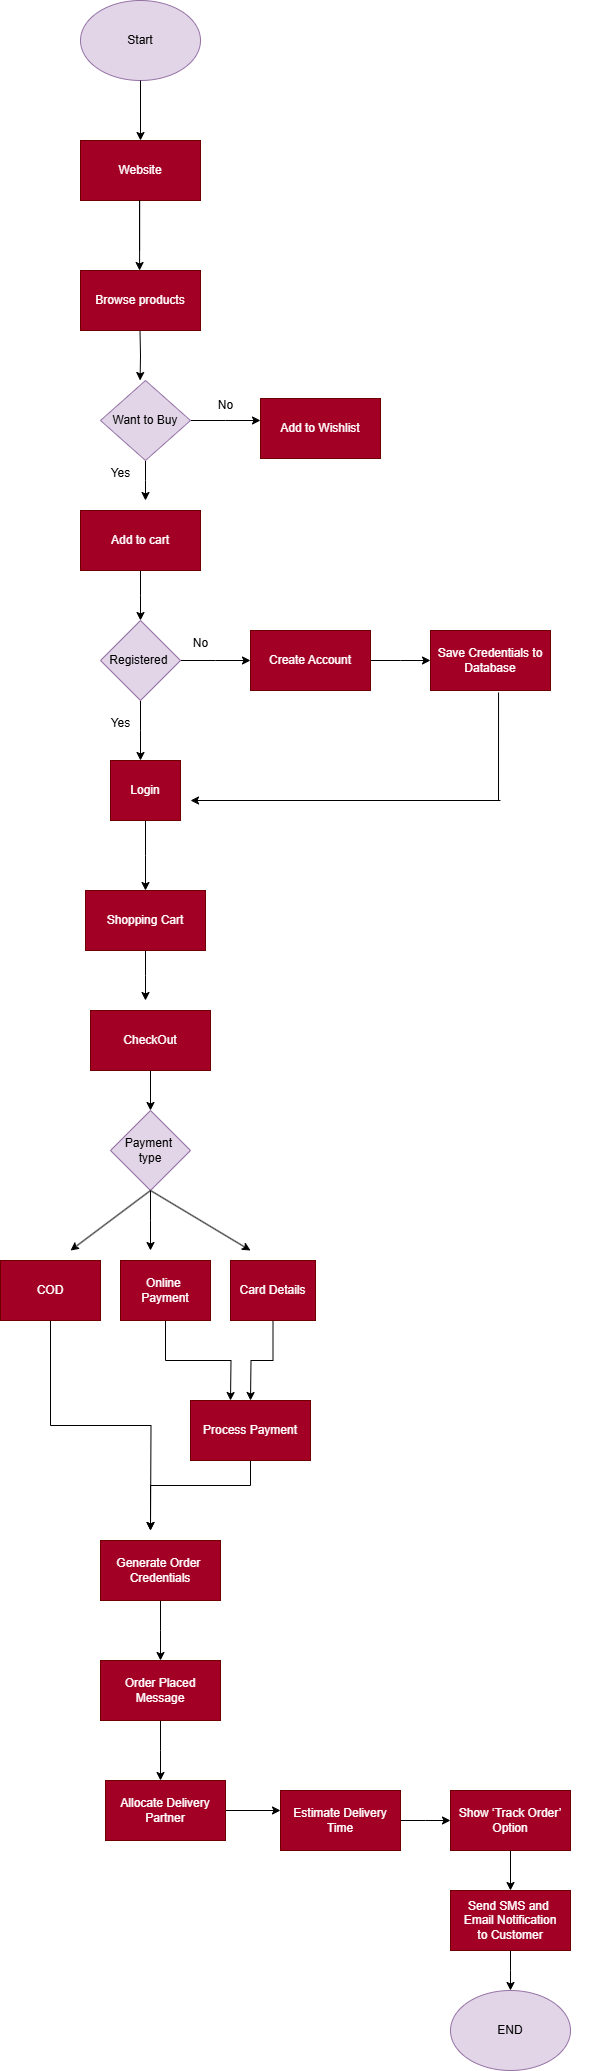 Start
Website
Browse products
Want to Buy
No
Add to Wishlist
Yes
Add to cart
Registered
No
Create Account
Save Credentials to
Database
Yes
Login
Shopping Cart
CheckOut
Payment
type
COD
Online
Payment
Card Details
Process Payment
Generate Order
Credentials
Order Placed
Message
Allocate Delivery
Partner
Estimate Delivery
Time
Show ‘Track Order’
Option
Send SMS and
Email Notification
to Customer
END